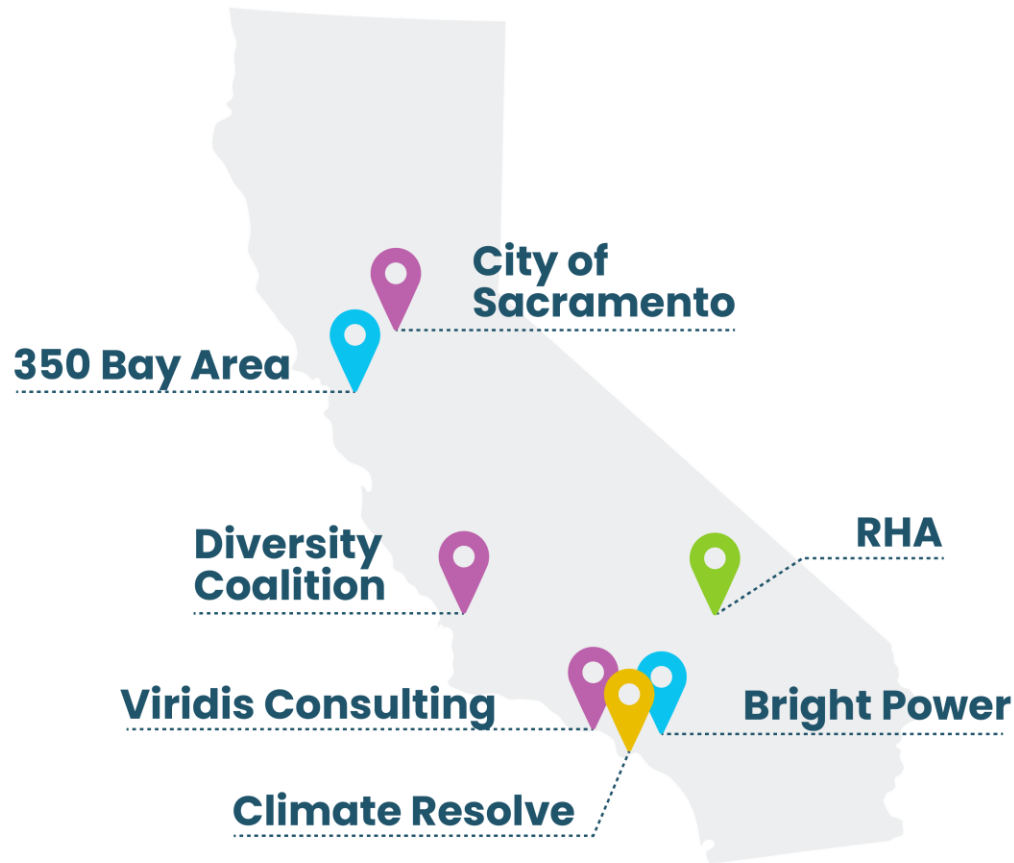 City of
Sacramento
350 Bay Area
Diversity
Coalition
RHA
Viridis Consulting
Bright Power
Climate Resolve